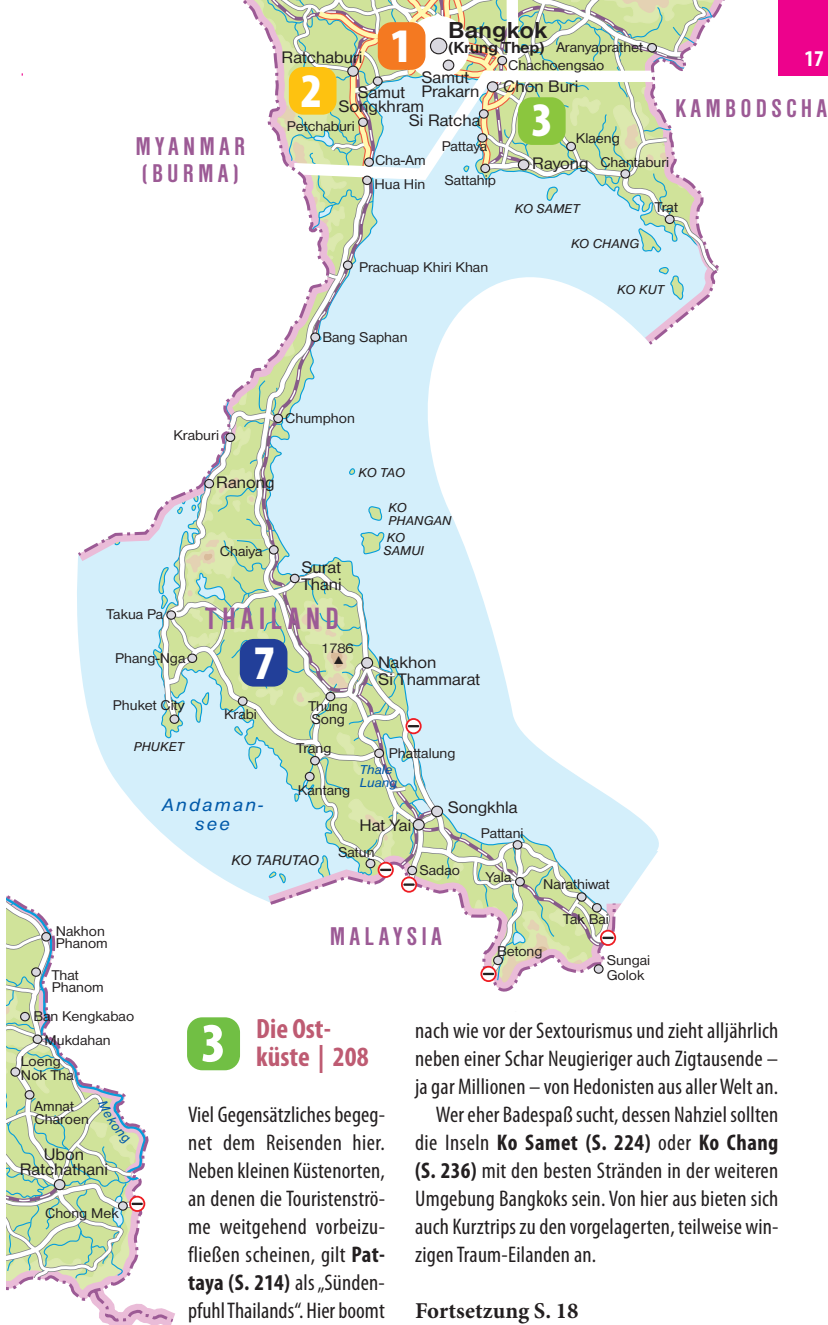 17
1
Bangkok
(Krung Thep)
Aranyaprathet
Ratchaburi
Chachoengsao
Samut
Prakarn
2
Samut
Songkhram
Chon Buri
KAMBODSCHA
3
Si Ratcha
Petchaburi
MYANMAR
(BURMA)
Pattaya
Klaeng
Cha-Am
Rayong
Chantaburi
Hua Hin
Sattahip
KO SAMET
Trat
KO CHANG
Prachuap Khiri Khan
KO KUT
Bang Saphan
Chumphon
Kraburi
KO TAO
Ranong
KO
PHANGAN
KO
SAMUI
Chaiya
Surat
Thani
Takua Pa
THAILAND
1786
Phang-Nga
7
Nakhon
Si Thammarat
Phuket City
Krabi
Thung
Song
PHUKET
Trang
Phattalung
Thale
Luang
Kantang
Andaman-
see
Songkhla
Hat Yai
Pattani
KO TARUTAO
Satun
Sadao
Yala
Narathiwat
Tak Bai
MALAYSIA
Betong
Sungai
Golok
Nakhon
Phanom
That
Phanom
Ban Kengkabao
Mukdahan
Loeng
Nok Tha
Amnat
Charoen
Mekong
Ubon
Ratchathani
Chong Mek
3
Die Ost-
küste | 208
Viel Gegensätzliches begeg-
net dem Reisenden hier.
Neben kleinen Küstenorten,
an denen die Touristenströ-
me weitgehend vorbeizu-
fließen scheinen, gilt Pat-
taya (S. 214) als „Sünden-
pfuhl Thailands“. Hier boomt
nach wie vor der Sextourismus und zieht alljährlich
neben einer Schar Neugieriger auch Zigtausende –
ja gar Millionen – von Hedonisten aus aller Welt an.
Wer eher Badespaß sucht, dessen Nahziel sollten
die Inseln Ko Samet (S. 224) oder Ko Chang
(S. 236) mit den besten Stränden in der weiteren
Umgebung Bangkoks sein. Von hier aus bieten sich
auch Kurztrips zu den vorgelagerten, teilweise win-
zigen Traum-Eilanden an.
Fortsetzung S. 18